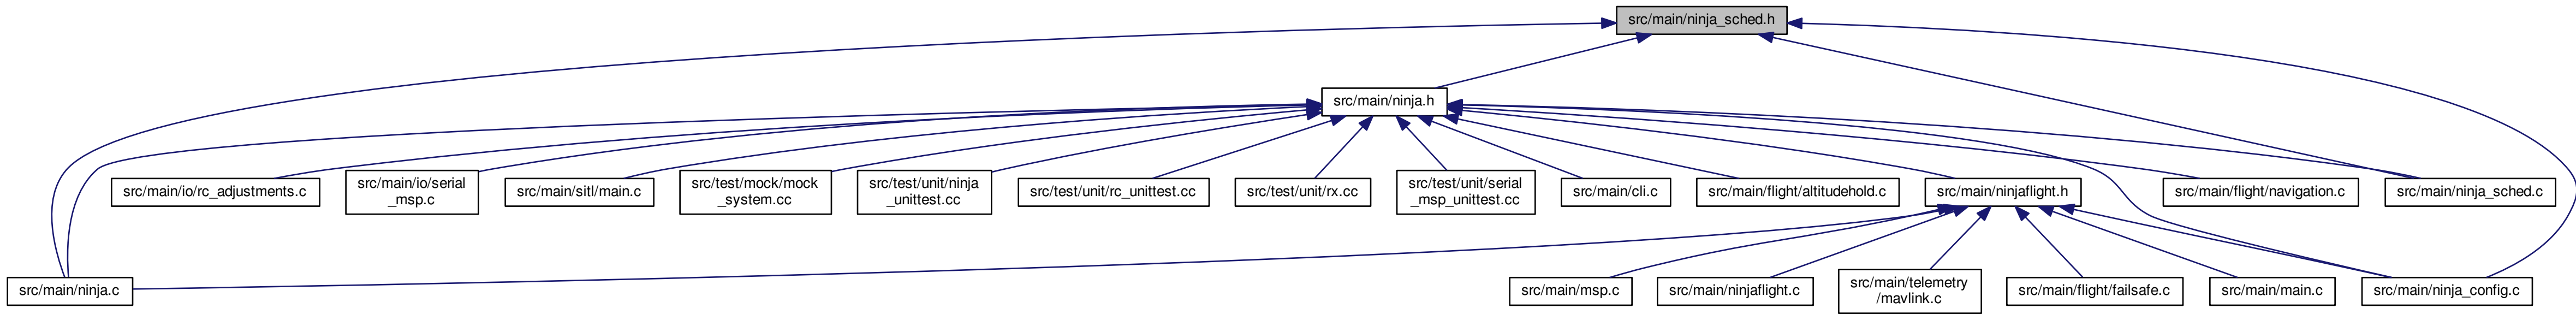 src/main/ninja_sched.h
src/main/ninja.h
src/main/io/rc_adjustments.c
src/main/io/serial
_msp.c
src/main/sitl/main.c
src/test/mock/mock
_system.cc
src/test/unit/ninja
_unittest.cc
src/test/unit/rc_unittest.cc
src/test/unit/rx.cc
src/test/unit/serial
_msp_unittest.cc
src/main/cli.c
src/main/flight/altitudehold.c
src/main/ninjaflight.h
src/main/flight/navigation.c
src/main/ninja_sched.c
src/main/ninja.c
src/main/msp.c
src/main/ninjaflight.c
src/main/telemetry
/mavlink.c
src/main/flight/failsafe.c
src/main/main.c
src/main/ninja_config.c